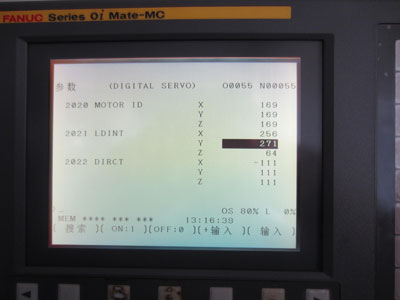 FANUC Series 0i Mate-MC
参数 (DIGITAL SERVO) O0055 N00055
2020 MOTOR ID X 169
Y 169
Z 169
2021 LDINT X 256
Y 271
Z 64
2022 DIRCT X -111
Y 111
Z 111
OS 80% L 0%
MEM **** *** *** 13:16:39
[ 搜索 ][ ON:1 ][OFF:0 ][+输入 ][ 输入 ]